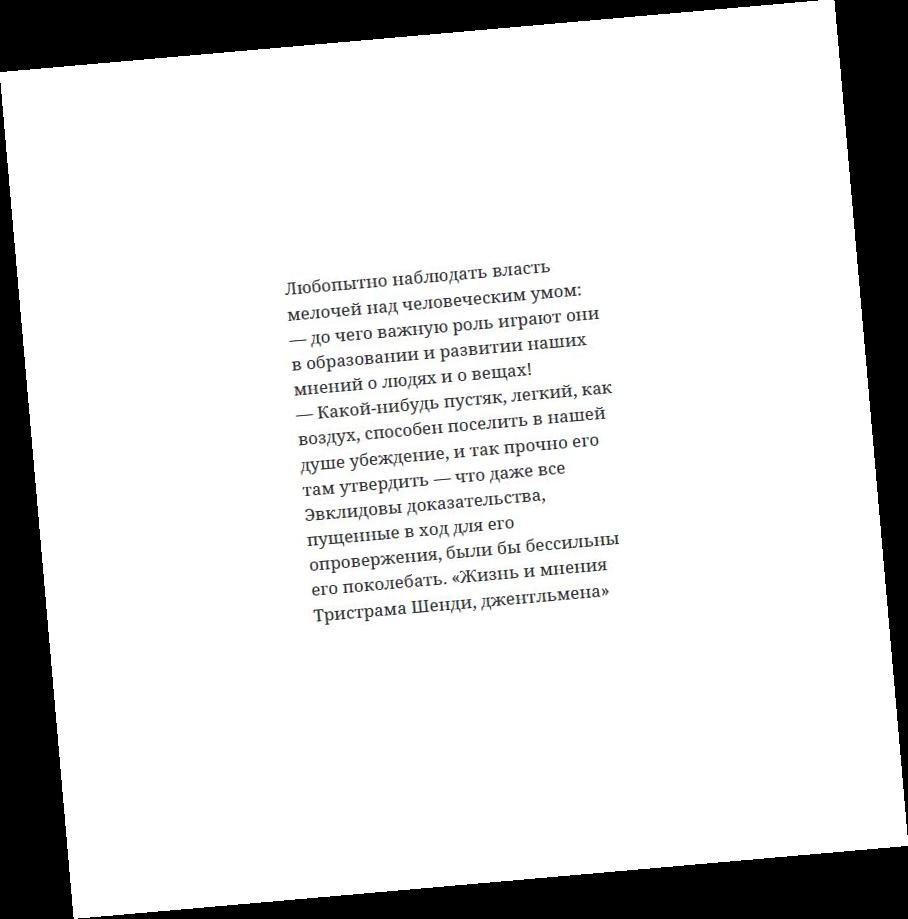 Любопытно наблюдать власть
мелочей над человеческим умом:
— до чего важную роль играют они
в образовании и развитии наших
мнений о людях и о вещах!
— Какой-нибудь пустяк, легкий, как
воздух, способен поселить в нашей
душе убеждение, и так прочно его
там утвердить — что даже все
Эвклидовы доказательства,
пущенные в ход для его
опровержения, были бы бессильны
его поколебать. «Жизнь и мнения
Тристрама Шенди, джентльмена»